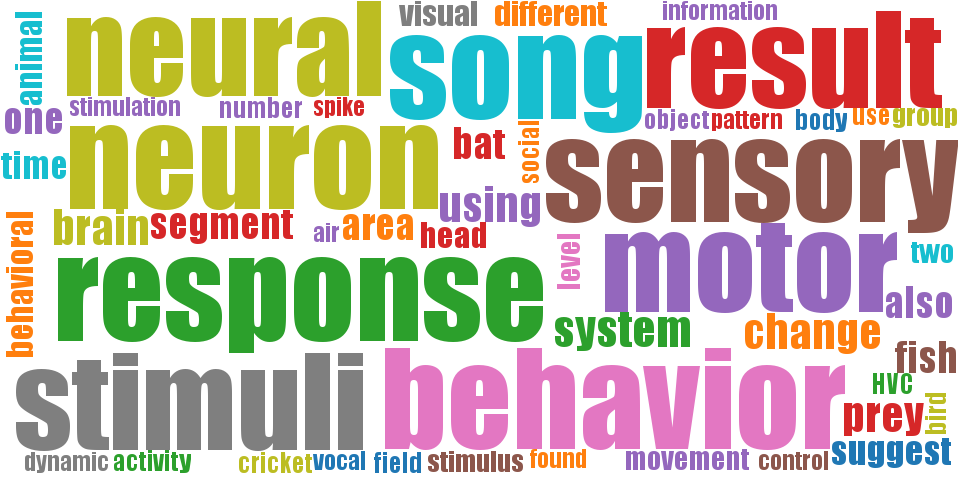 animal
neural
visual
different
information
song
result
stimulation
number
spike
one
object
pattern
body
use
group
neuron
bat
social
sensory
time
using
brain
segment
air
area
head
behavioral
level
motor
two
response
also
system
change
fish
stimuli
behavior
HVC
prey
bird
suggest
dynamic
activity
cricket
vocal
field
stimulus
found
movement
control